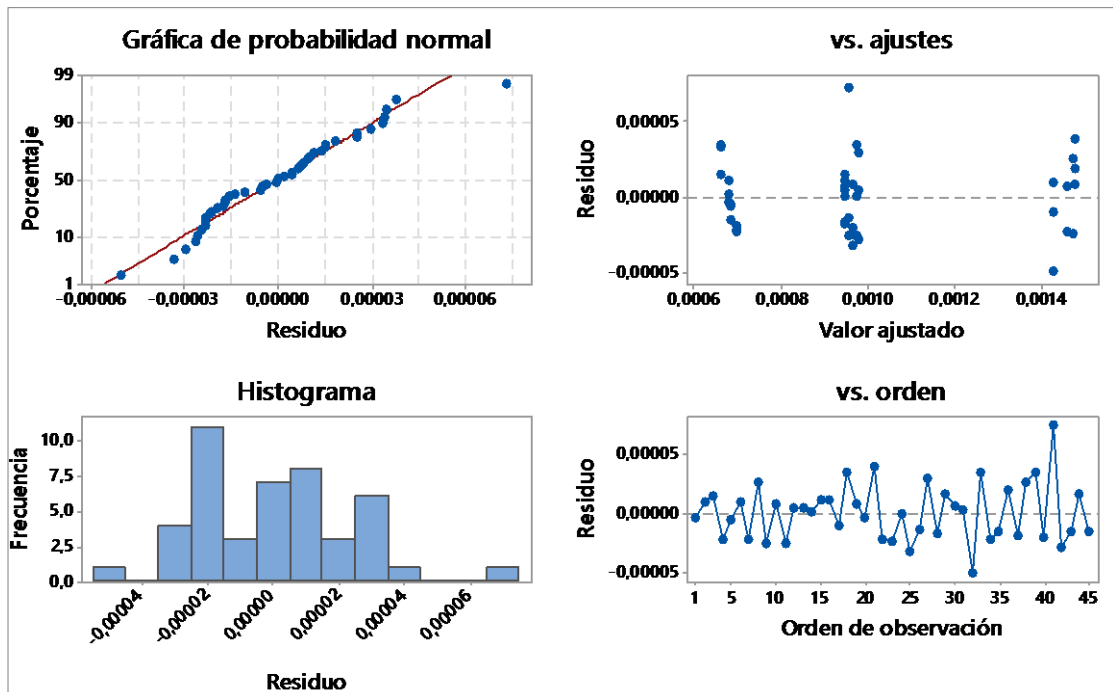 Gráfica de probabilidad normal
Porcentaje
99
90
50
10
1
-0,00006 -0,00003 0,00000 0,00003 0,00006
Residuo
vs. ajustes
Residuo
0,00005
0,00000
-0,00005
0,0006 0,0008 0,0010 0,0012 0,0014
Valor ajustado
Histograma
Frecuencia
10,0
7,5
5,0
2,5
0,0
-0,00004 -0,00002 0,00000 0,00002 0,00004 0,00006
Residuo
vs. orden
Residuo
0,00005
0,00000
-0,00005
1 5 10 15 20 25 30 35 40 45
Orden de observación